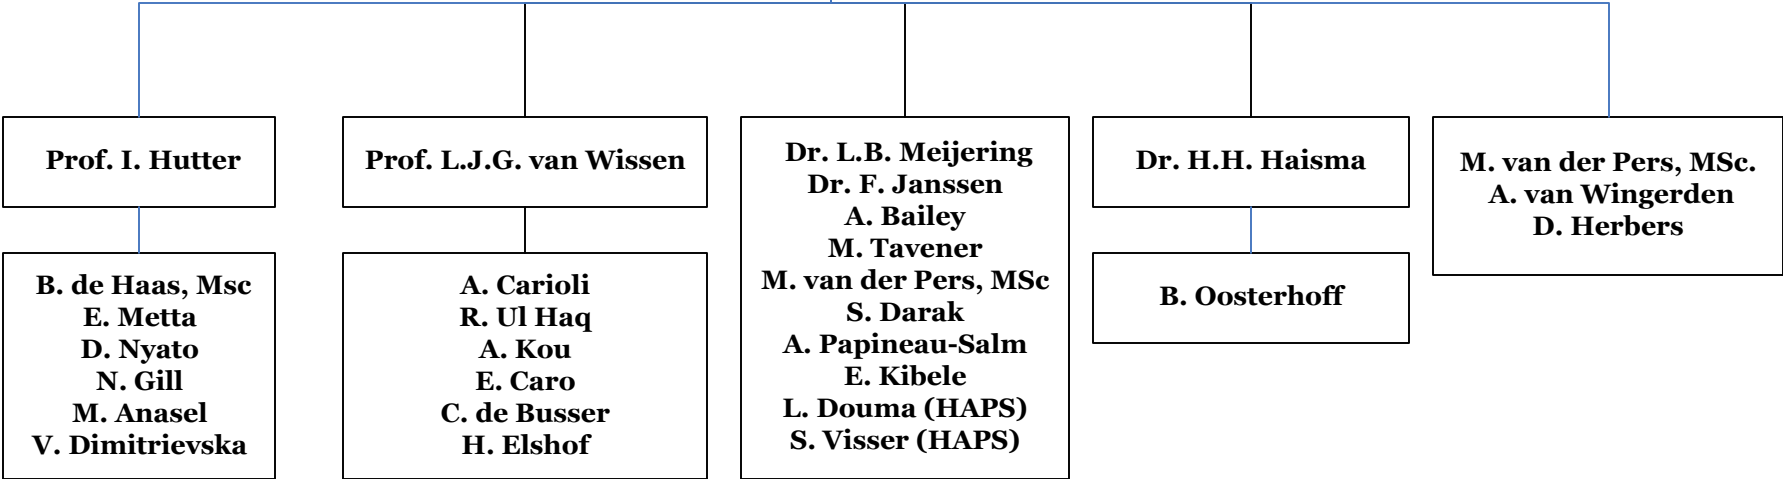 Prof. I. Hutter
B. de Haas, Msc
E. Metta
D. Nyato
N. Gill
M. Anasel
V. Dimitrievska
Prof. L.J.G. van Wissen
A. Carioli
R. Ul Haq
A. Kou
E. Caro
C. de Busser
H. Elshof
Dr. L.B. Meijering
Dr. F. Janssen
A. Bailey
M. Tavener
M. van der Pers, MSc
S. Darak
A. Papineau-Salm
E. Kibele
L. Douma (HAPS)
S. Visser (HAPS)
Dr. H.H. Haisma
B. Oosterhoff
M. van der Pers, MSc.
A. van Wingerden
D. Herbers